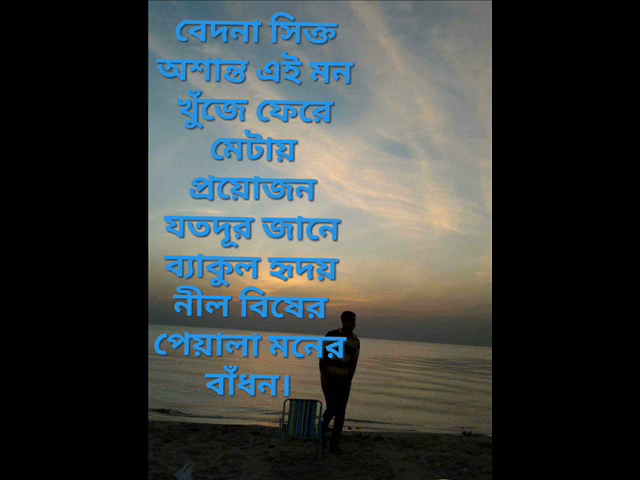 বেদনা সিক্ত
অশান্ত এই মন
খুঁজে ফেরে
মেটায়
প্রয়োজন
যতদূর জানে
ব্যাকুল হৃদয়
নীল বিষের
পেয়ালা মনের
বাঁধন।